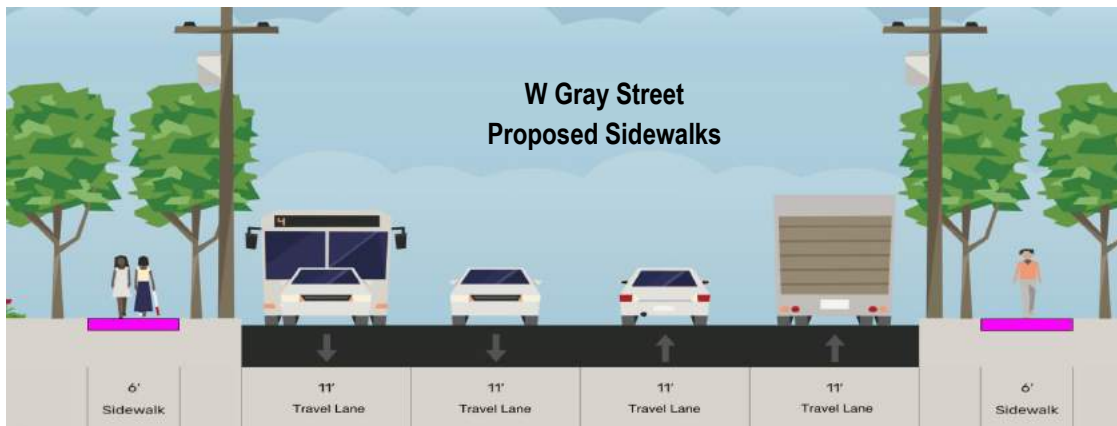 W Gray Street
Proposed Sidewalks
4
6'
Sidewalk
11'
Travel Lane
11'
Travel Lane
11'
Travel Lane
11'
Travel Lane
6'
Sidewalk